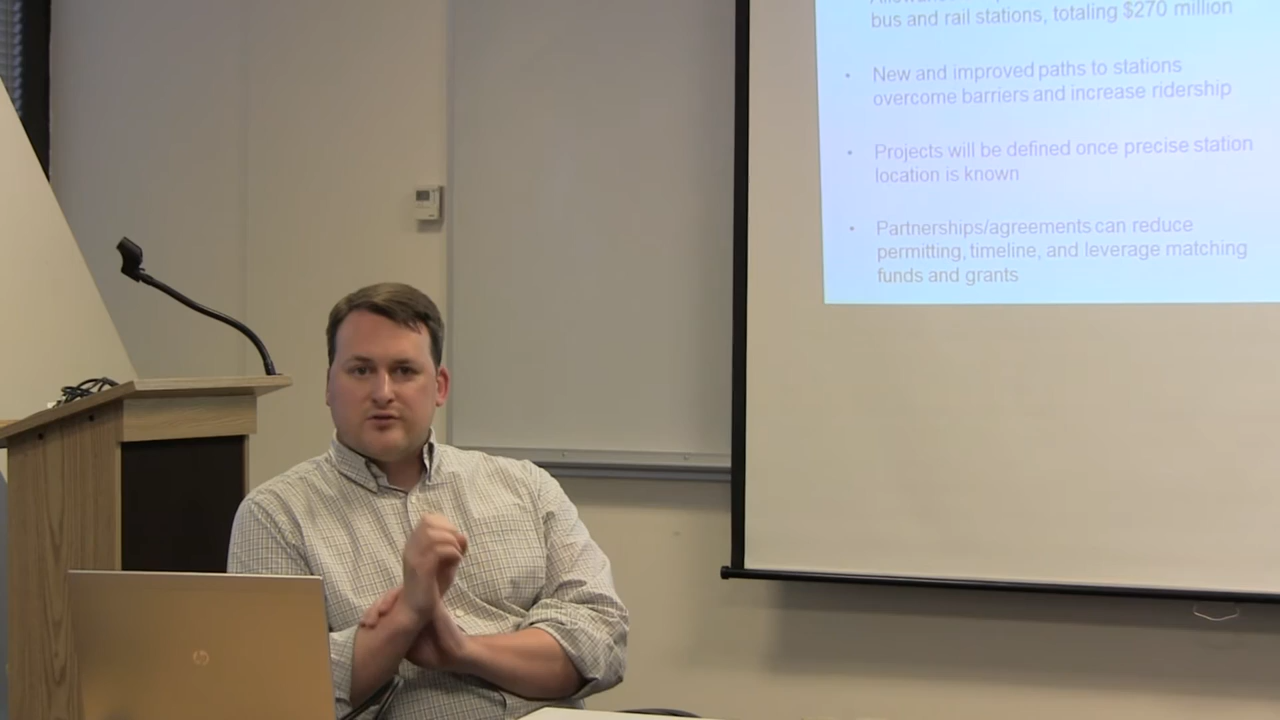 bus and rail stations, totaling $270 million
• New and improved paths to stations
overcome barriers and increase ridership
• Projects will be defined once precise station
location is known
• Partnerships/agreements can reduce
permitting, timeline, and leverage matching
funds and grants
hp